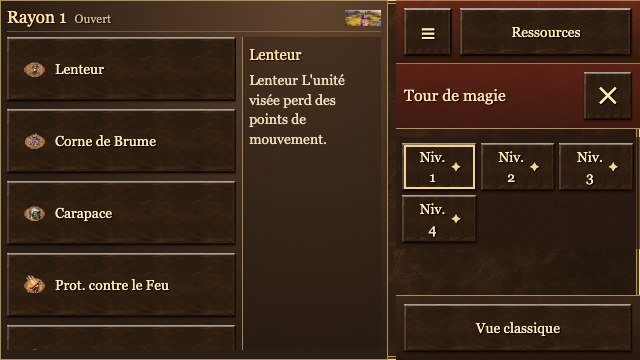 Rayon 1 Ouvert
Lenteur
Corne de Brume
Carapace
Prot. contre le Feu
Lenteur
Lenteur L'unité
visée perd des
points de
mouvement.
Ressources
Tour de magie
Niv.
1
Niv.
2
Niv.
3
Niv.
4
Vue classique